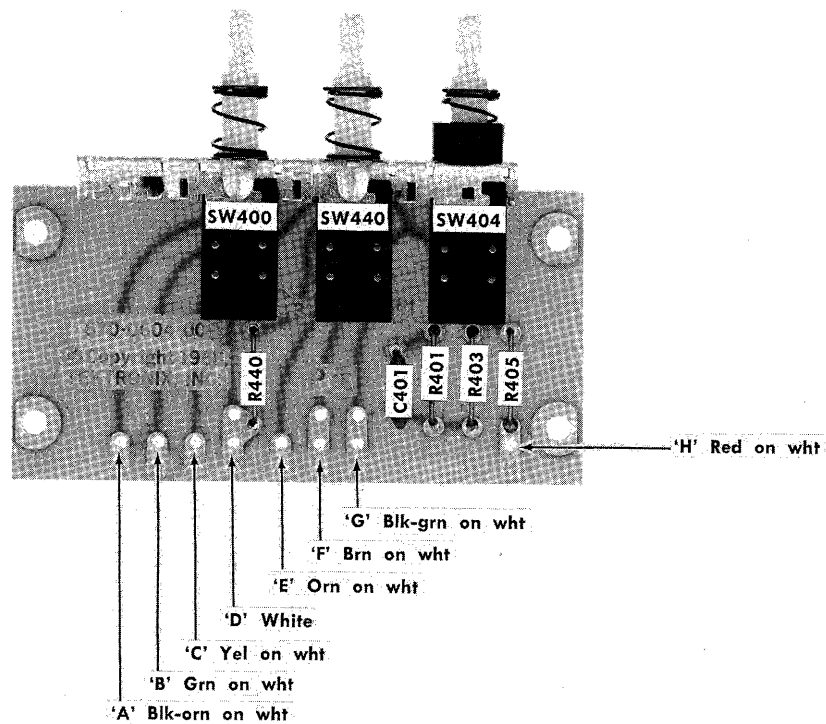 SW400
SW440
SW404
R440
C401
R401
R403
R405
'H' Red on wht
'G' Blk-grn on wht
'F' Brn on wht
'E' Orn on wht
'D' White
'C' Yel on wht
'B' Grn on wht
'A' Blk-orn on wht